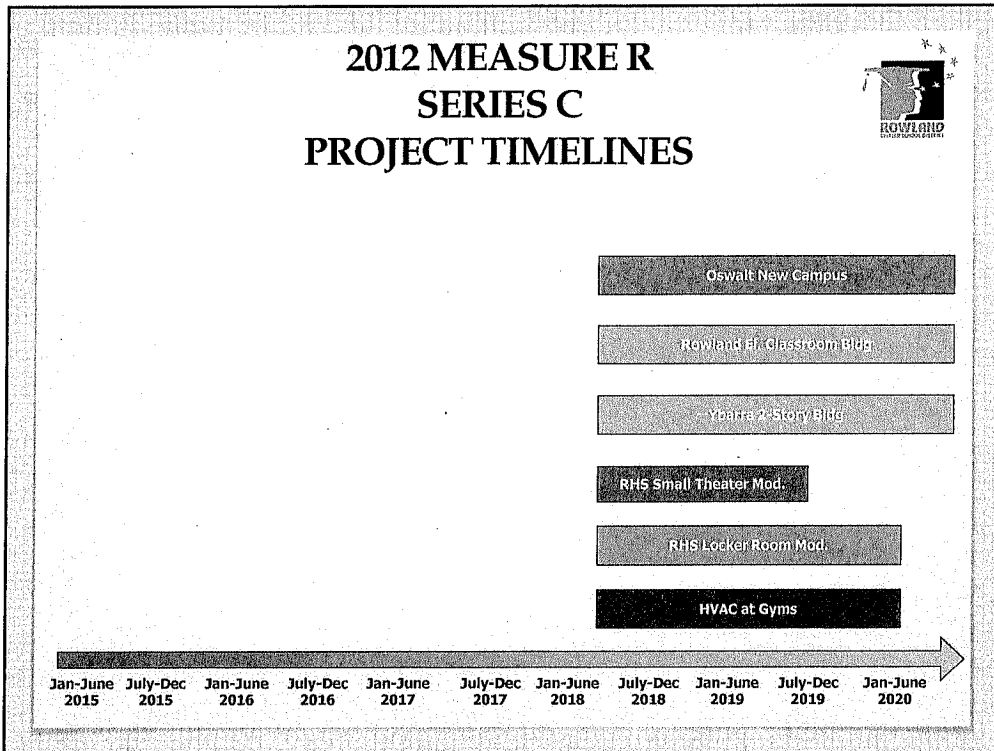 2012 MEASURE R
SERIES C
PROJECT TIMELINES
ROWLAND
Oswalt New Campus
Rowland El. Classroom Bldg
Ybarra 2-Story Bldg
RHS Small Theater Mod.
RHS Locker Room Mod.
HVAC at Gyms
Jan-June July-Dec Jan-June July-Dec Jan-June July-Dec Jan-June July-Dec Jan-June July-Dec Jan-June
2015 2015 2016 2016 2017 2017 2018 2018 2019 2019 2020